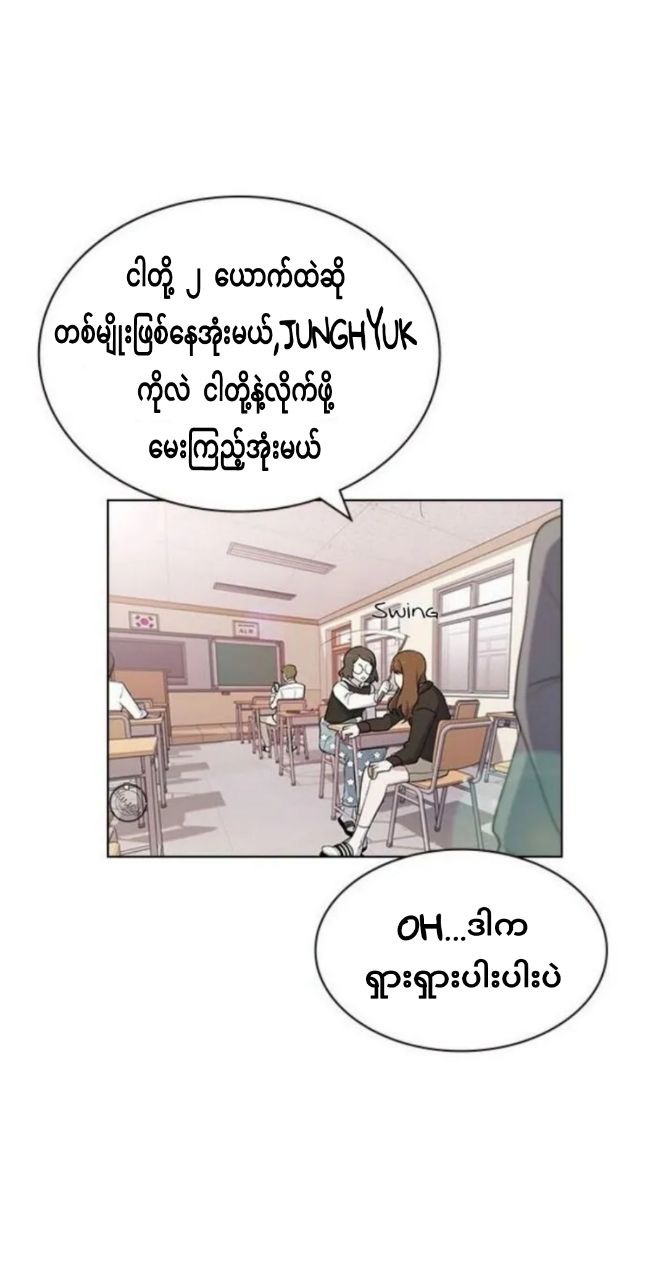 ငါတို့ ၂ ယောက်ထဲဆို
တစ်မျိုးဖြစ်နေအုံးမယ်,JUNGHYUK
ကိုလဲ ငါတို့နဲ့လိုက်ဖို့
မေးကြည့်အုံးမယ်
Swing
OH...ဒါက
ရှားရှားပါးပါးပဲ